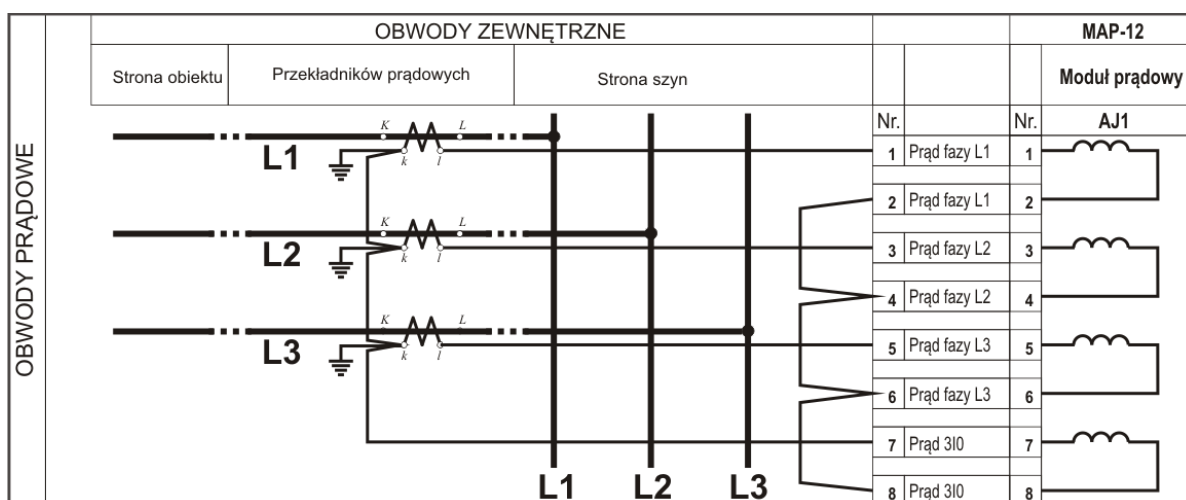 OBWODY ZEWNĘTRZNE MAP-12
Strona obiektu Przekładników prądowych Strona szyn Moduł prądowy
Nr. Nr. AJ1
OBWODY PRĄDOWE
K L
L1 k l
1 Prąd fazy L1 1
2 Prąd fazy L1 2
K L
L2 k l
3 Prąd fazy L2 3
4 Prąd fazy L2 4
K L
L3 k l
5 Prąd fazy L3 5
6 Prąd fazy L3 6
7 Prąd 3I0 7
L1 L2 L3
8 Prąd 3I0 8